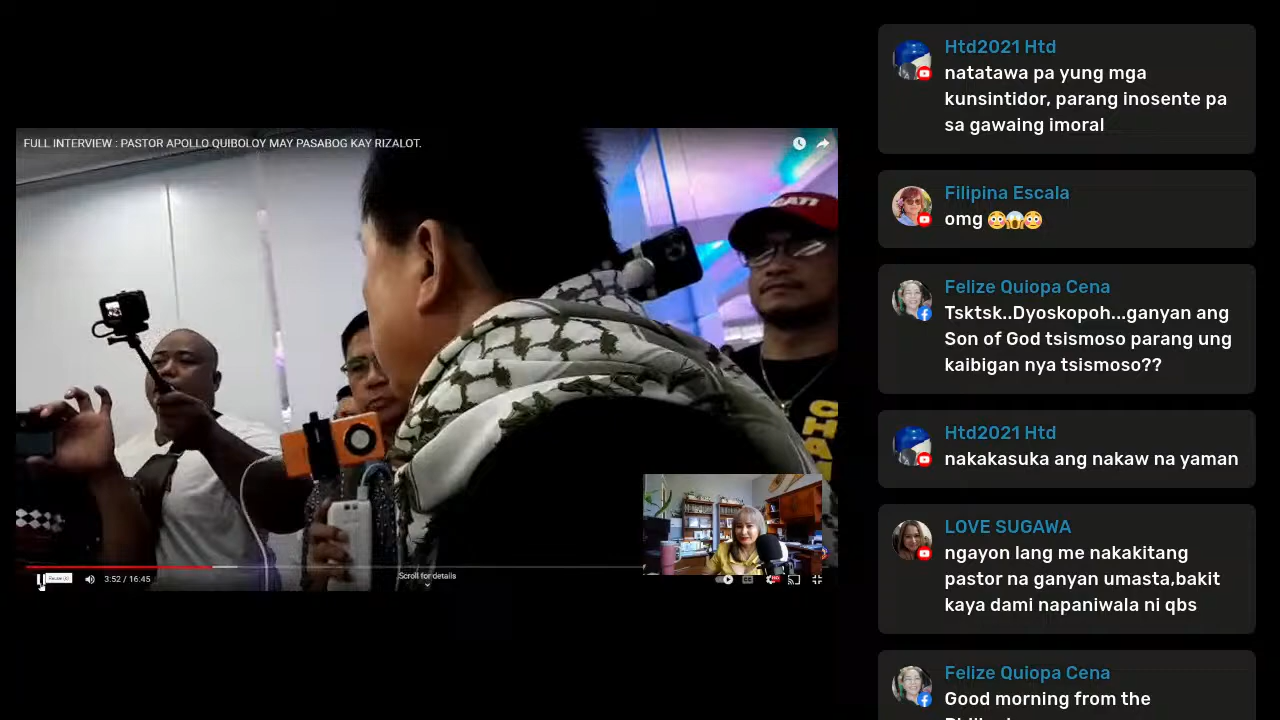 FULL INTERVIEW : PASTOR APOLLO QUIBOLOY MAY PASABOG KAY RIZALOT.
3:52 / 16:45
Scroll for details
Htd2021 Htd
natatawa pa yung mga
kunsintidor, parang inosente pa
sa gawaing imoral
Filipina Escala
omg 😳😱😳
Felize Quiopa Cena
Tsktsk..Dyoskopoh...ganyan ang
Son of God tsismoso parang ung
kaibigan nya tsismoso??
Htd2021 Htd
nakakasuka ang nakaw na yaman
LOVE SUGAWA
ngayon lang me nakakitang
pastor na ganyan umasta,bakit
kaya dami napaniwala ni qbs
Felize Quiopa Cena
Good morning from the